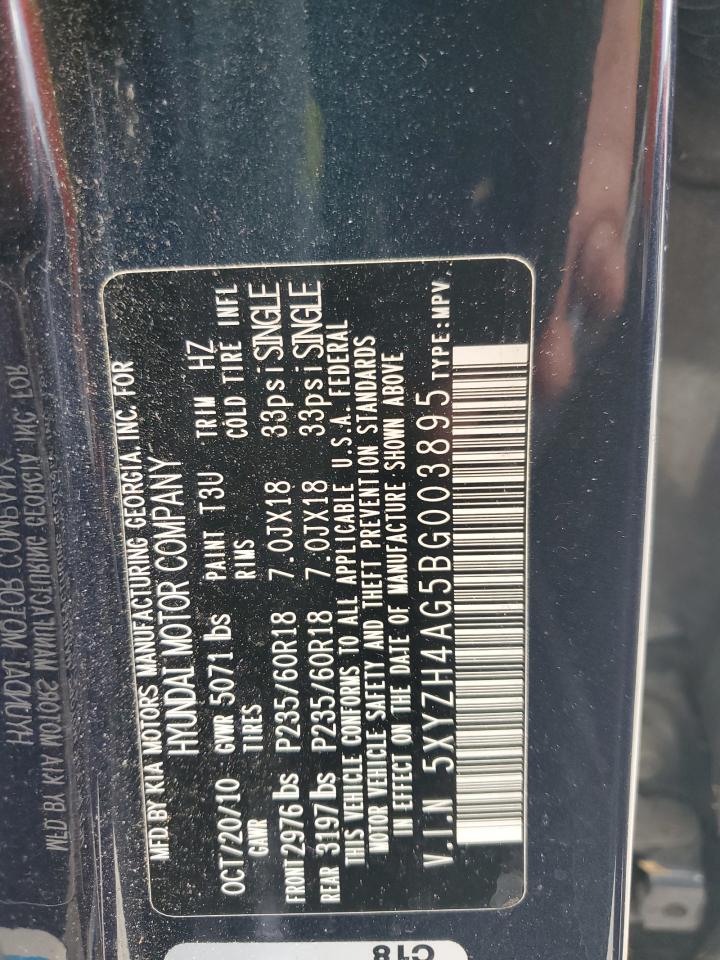 MFD.BY KIA MOTORS MANUFACTURING GEORGIA, INC. FOR
HYUNDAI MOTOR COMPANY
OCT/20/10 GWR 5071 lbs PAINT T3U TRIM HZ
GAWR TIRES RIMS COLD TIRE INFL
FRONT 2976 lbs P235/60R18 7.0JX18 33psi SINGLE
REAR 3197 lbs P235/60R18 7.0JX18 33psi SINGLE
THIS VEHICLE CONFORMS TO ALL APPLICABLE U.S.A. FEDERAL
MOTOR VEHICLE SAFETY AND THEFT PREVENTION STANDARDS
IN EFFECT ON THE DATE OF MANUFACTURE SHOWN ABOVE
V.I.N 5XYZH4AG5BG003895 TYPE:MPV
C18